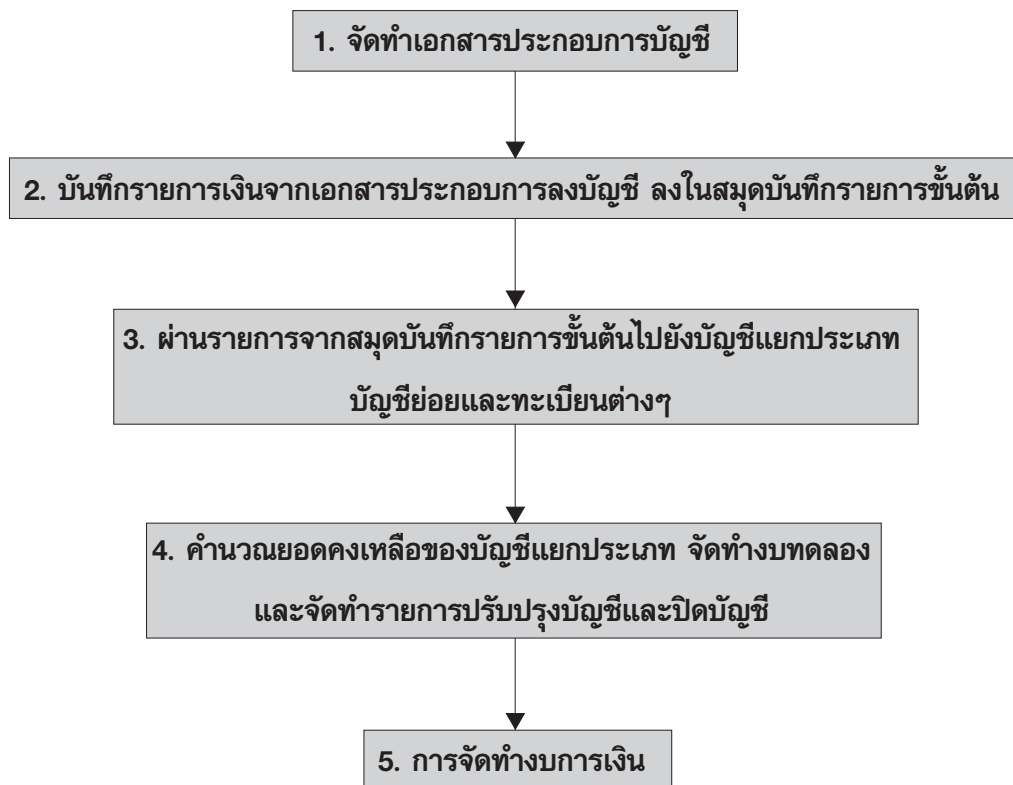 1. จัดทำเอกสารประกอบการบัญชี
2. บันทึกรายการเงินจากเอกสารประกอบการลงบัญชี ลงในสมุดบันทึกรายการขั้นต้น
3. ผ่านรายการจากสมุดบันทึกรายการขั้นต้นไปยังบัญชีแยกประเภท
บัญชีย่อยและทะเบียนต่างๆ
4. คำนวณยอดคงเหลือของบัญชีแยกประเภท จัดทำงบทดลอง
และจัดทำรายการปรับปรุงบัญชีและปิดบัญชี
5. การจัดทำงบการเงิน